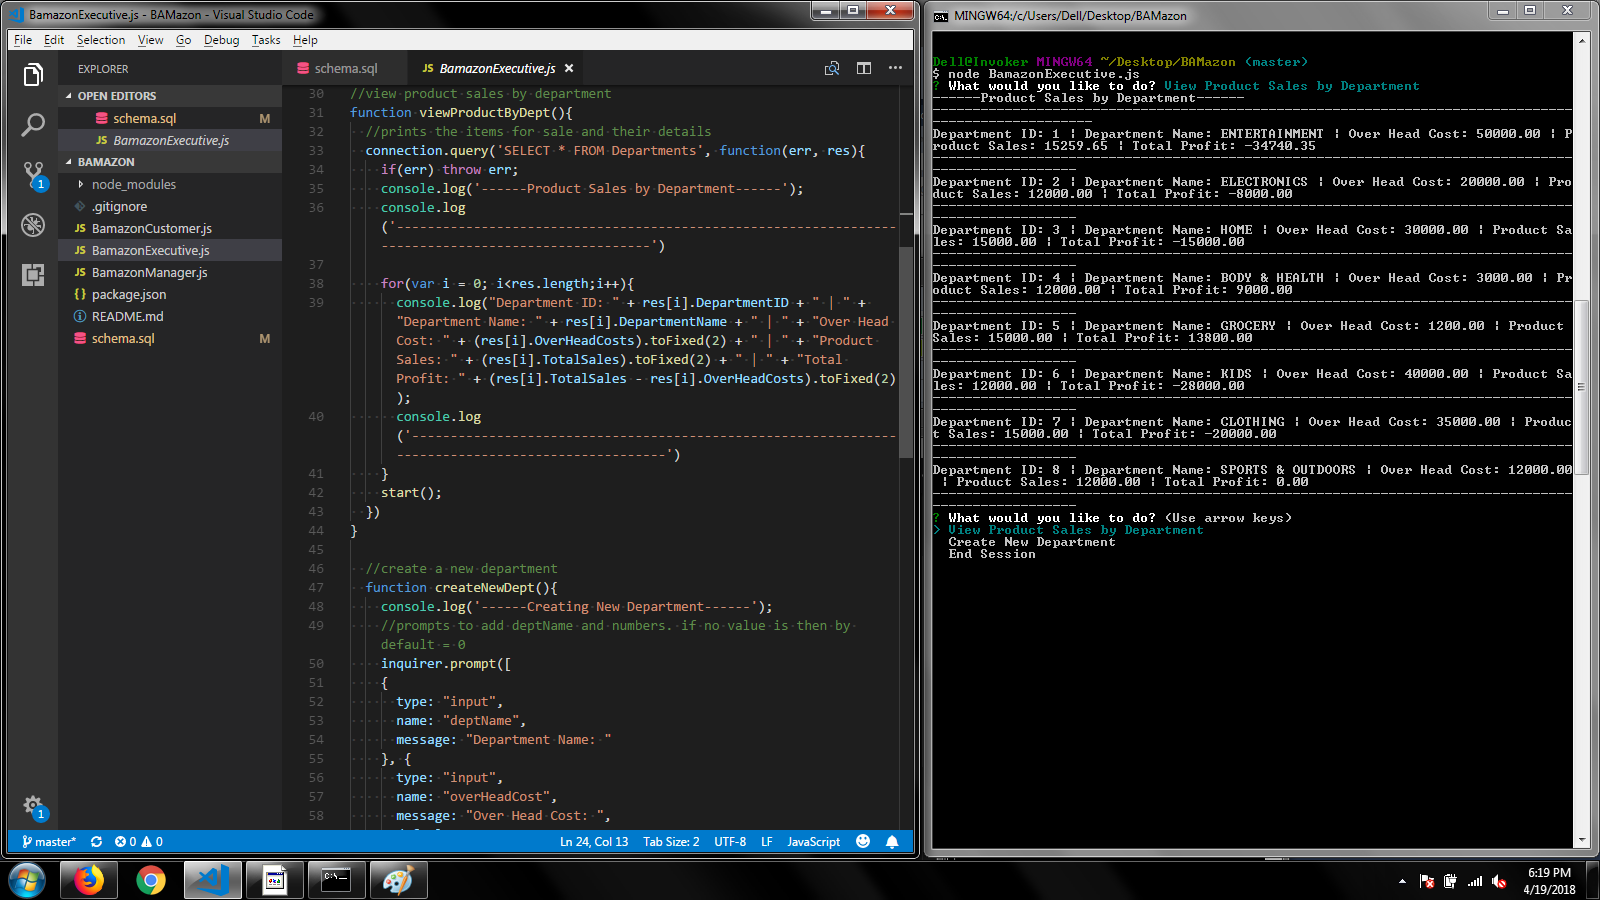 BamazonExecutive.js - BAMazon - Visual Studio Code
File Edit Selection View Go Debug Tasks Help
EXPLORER
OPEN EDITORS
schema.sql M
BamazonExecutive.js
BAMAZON
node_modules
.gitignore
BamazonCustomer.js
BamazonExecutive.js
BamazonManager.js
package.json
README.md
schema.sql M
1
1
schema.sql
BamazonExecutive.js
30 //view product sales by department
31 function viewProductByDept(){
32 //prints the items for sale and their details
33 connection.query('SELECT * FROM Departments', function(err, res){
34 if(err) throw err;
35 console.log('------Product Sales by Department------');
36 console.log
('-----------------------------------------------------------------
---------------------------------')
37
38 for(var i = 0; i<res.length;i++){
39 console.log("Department ID: " + res[i].DepartmentID + " | " +
"Department Name: " + res[i].DepartmentName + " | " + "Over Head
Cost: " + (res[i].OverHeadCosts).toFixed(2) + " | " + "Product
Sales: " + (res[i].TotalSales).toFixed(2) + " | " + "Total
Profit: " + (res[i].TotalSales - res[i].OverHeadCosts).toFixed(2)
);
40 console.log
('---------------------------------------------------------------
-----------------------------------')
41 }
42 start();
43 })
44 }
45
46 //create a new department
47 function createNewDept(){
48 console.log('------Creating New Department------');
49 //prompts to add deptName and numbers. if no value is then by
default = 0
50 inquirer.prompt([
51 {
52 type: "input",
53 name: "deptName",
54 message: "Department Name: "
55 }, {
56 type: "input",
57 name: "overHeadCost",
58 message: "Over Head Cost: ",
master* 0 0 Ln 24, Col 13 Tab Size: 2 UTF-8 LF JavaScript
MINGW64:/c/Users/Dell/Desktop/BAMazon
Dell@Invoker MINGW64 ~/Desktop/BAMazon (master)
$ node BamazonExecutive.js
? What would you like to do? View Product Sales by Department
------Product Sales by Department------
--------------------------------------------------------------------------------
--------------------
Department ID: 1 | Department Name: ENTERTAINMENT | Over Head Cost: 50000.00 | P
roduct Sales: 15259.65 | Total Profit: -34740.35
--------------------------------------------------------------------------------
------------------
Department ID: 2 | Department Name: ELECTRONICS | Over Head Cost: 20000.00 | Pro
duct Sales: 12000.00 | Total Profit: -8000.00
--------------------------------------------------------------------------------
------------------
Department ID: 3 | Department Name: HOME | Over Head Cost: 30000.00 | Product Sa
les: 15000.00 | Total Profit: -15000.00
--------------------------------------------------------------------------------
------------------
Department ID: 4 | Department Name: BODY & HEALTH | Over Head Cost: 3000.00 | Pr
oduct Sales: 12000.00 | Total Profit: 9000.00
--------------------------------------------------------------------------------
------------------
Department ID: 5 | Department Name: GROCERY | Over Head Cost: 1200.00 | Product
Sales: 15000.00 | Total Profit: 13800.00
--------------------------------------------------------------------------------
------------------
Department ID: 6 | Department Name: KIDS | Over Head Cost: 40000.00 | Product Sa
les: 12000.00 | Total Profit: -28000.00
--------------------------------------------------------------------------------
------------------
Department ID: 7 | Department Name: CLOTHING | Over Head Cost: 35000.00 | Produc
t Sales: 15000.00 | Total Profit: -20000.00
--------------------------------------------------------------------------------
------------------
Department ID: 8 | Department Name: SPORTS & OUTDOORS | Over Head Cost: 12000.00
| Product Sales: 12000.00 | Total Profit: 0.00
--------------------------------------------------------------------------------
------------------
? What would you like to do? (Use arrow keys)
> View Product Sales by Department
Create New Department
End Session
6:19 PM
4/19/2018